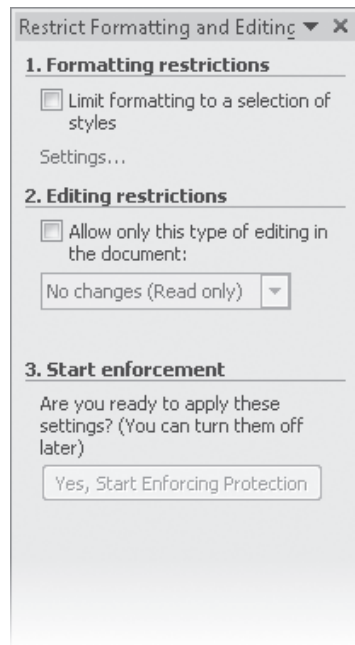 Restrict Formatting and Editing
1. Formatting restrictions
Limit formatting to a selection of
styles
Settings...
2. Editing restrictions
Allow only this type of editing in
the document:
No changes (Read only)
3. Start enforcement
Are you ready to apply these
settings? (You can turn them off
later)
Yes, Start Enforcing Protection